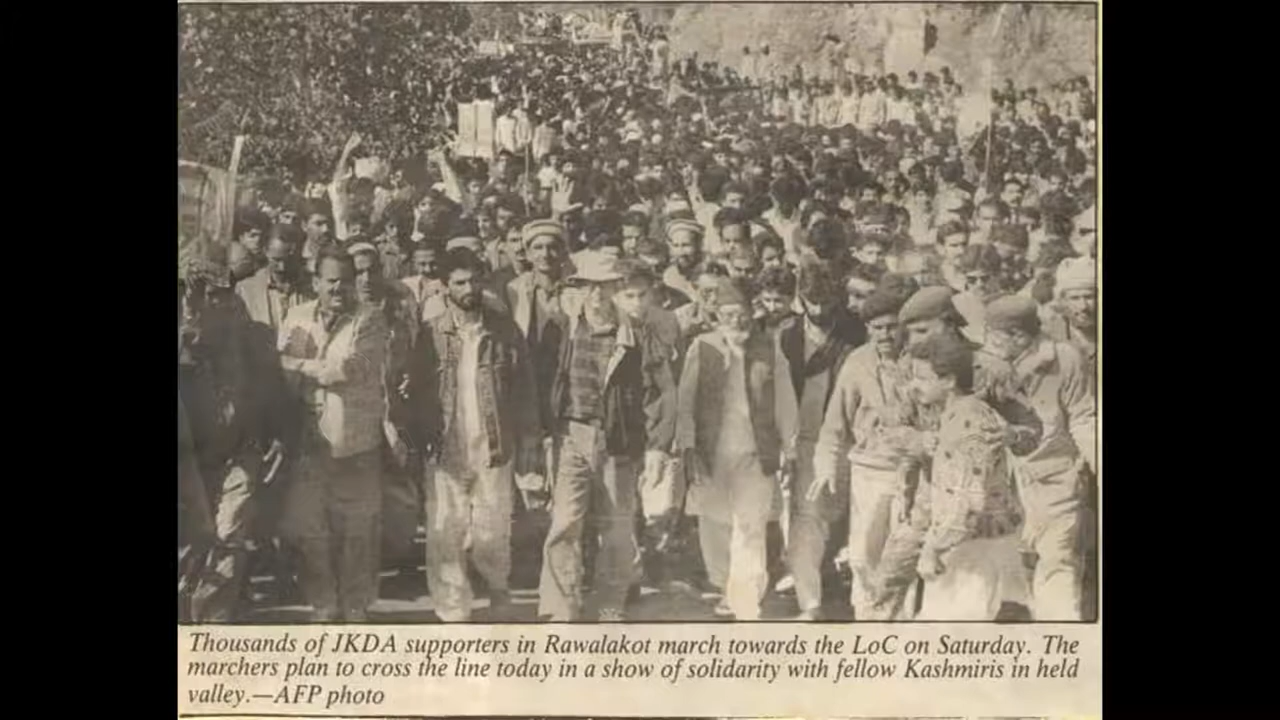 Thousands of JKDA supporters in Rawalakot march towards the LoC on Saturday. The
marchers plan to cross the line today in a show of solidarity with fellow Kashmiris in held
valley.—AFP photo